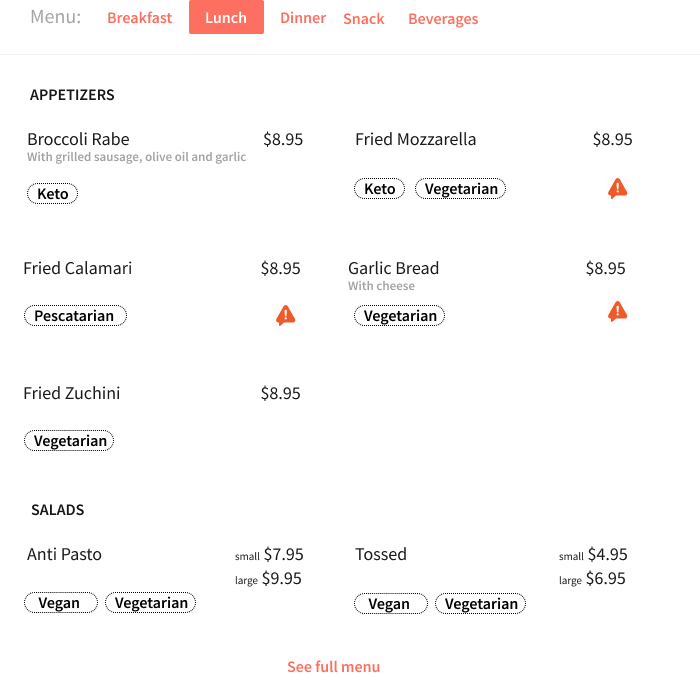 Menu: Breakfast Lunch Dinner Snack Beverages
APPETIZERS
Broccoli Rabe $8.95
With grilled sausage, olive oil and garlic
Keto
Fried Mozzarella $8.95
Keto Vegetarian
Fried Calamari $8.95
Pescatarian
Garlic Bread $8.95
With cheese
Vegetarian
Fried Zuchini $8.95
Vegetarian
SALADS
Anti Pasto small $7.95
large $9.95
Vegan Vegetarian
Tossed small $4.95
large $6.95
Vegan Vegetarian
See full menu